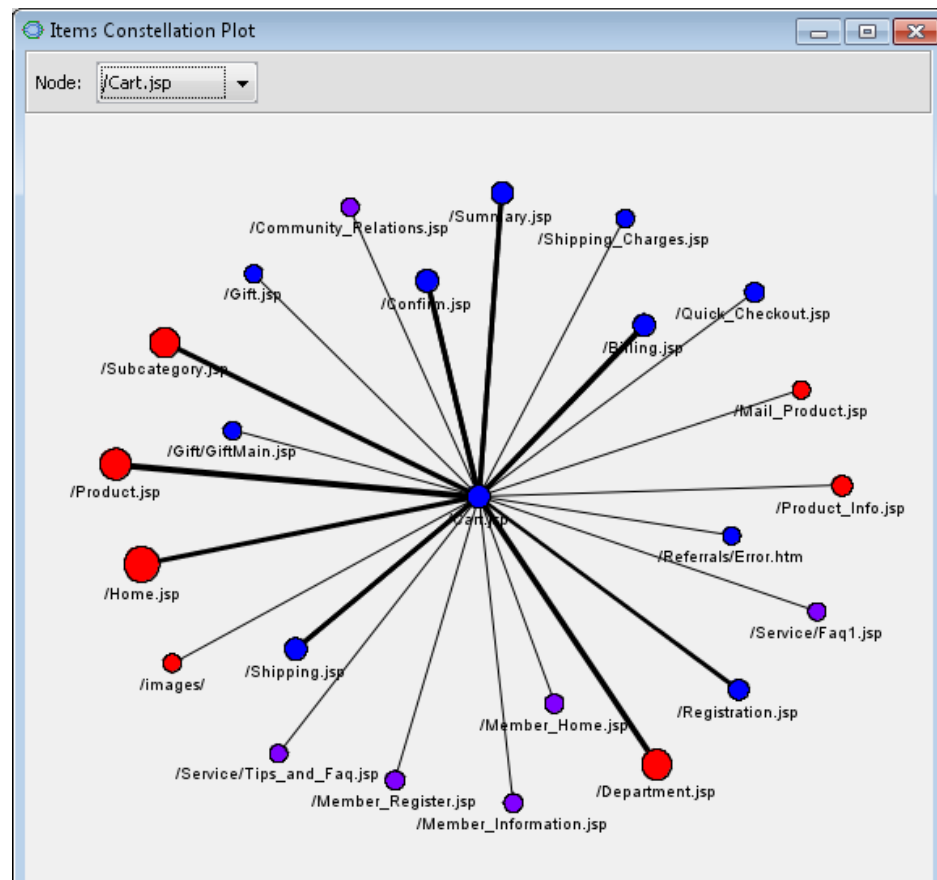 Items Constellation Plot
Node: /Cart.jsp
/Summary.jsp
/Community_Relations.jsp
/Shipping_Charges.jsp
/Gift.jsp
/Confirm.jsp
/Quick_Checkout.jsp
/Billing.jsp
/Subcategory.jsp
/Mail_Product.jsp
/Gift/GiftMain.jsp
/Product.jsp
/Product_Info.jsp
/Cart.jsp
/Referrals/Error.htm
/Home.jsp
/Service/Faq1.jsp
/Shipping.jsp
/images/
/Registration.jsp
/Member_Home.jsp
/Service/Tips_and_Faq.jsp
/Department.jsp
/Member_Register.jsp
/Member_Information.jsp